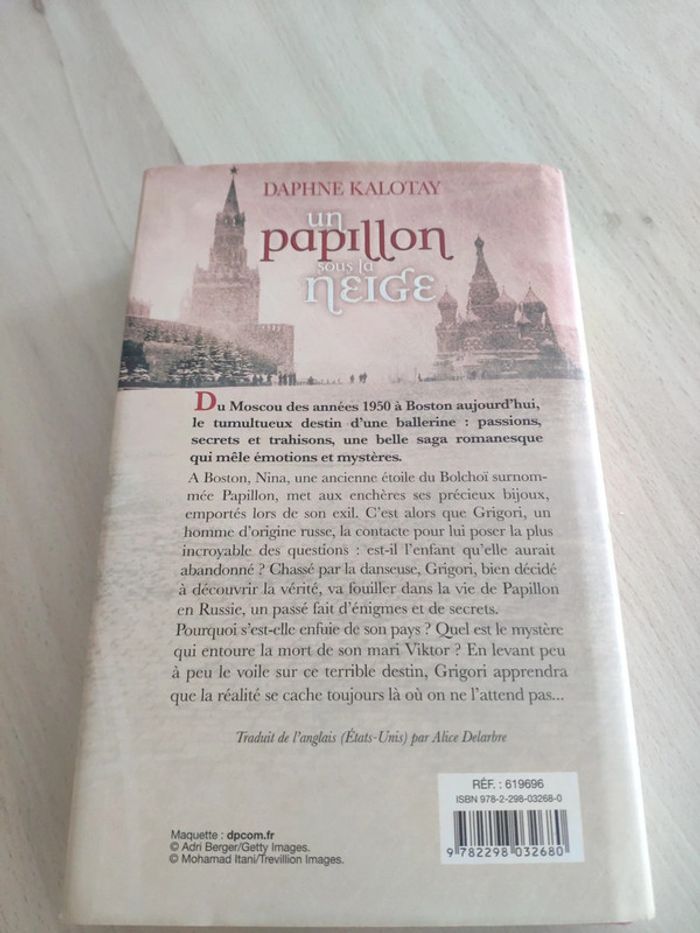 DAPHNE KALOTAY
un
papillon
sous la
NEIGE
Du Moscou des années 1950 à Boston aujourd'hui,
le tumultueux destin d'une ballerine : passions,
secrets et trahisons, une belle saga romanesque
qui mêle émotions et mystères.
A Boston, Nina, une ancienne étoile du Bolchoï surnom-
mée Papillon, met aux enchères ses précieux bijoux,
emportés lors de son exil. C'est alors que Grigori, un
homme d'origine russe, la contacte pour lui poser la plus
incroyable des questions : est-il l'enfant qu'elle aurait
abandonné ? Chassé par la danseuse, Grigori, bien décidé
à découvrir la vérité, va fouiller dans la vie de Papillon
en Russie, un passé fait d'énigmes et de secrets.
Pourquoi s'est-elle enfuie de son pays ? Quel est le mystère
qui entoure la mort de son mari Viktor ? En levant peu
à peu le voile sur ce terrible destin, Grigori apprendra
que la réalité se cache toujours là où on ne l'attend pas...
Traduit de l'anglais (États-Unis) par Alice Delarbre
RÉF. : 619696
ISBN 978-2-298-03268-0
9 782298 032680
Maquette : dpcom.fr
© Adri Berger/Getty Images.
© Mohamad Itani/Trevillion Images.